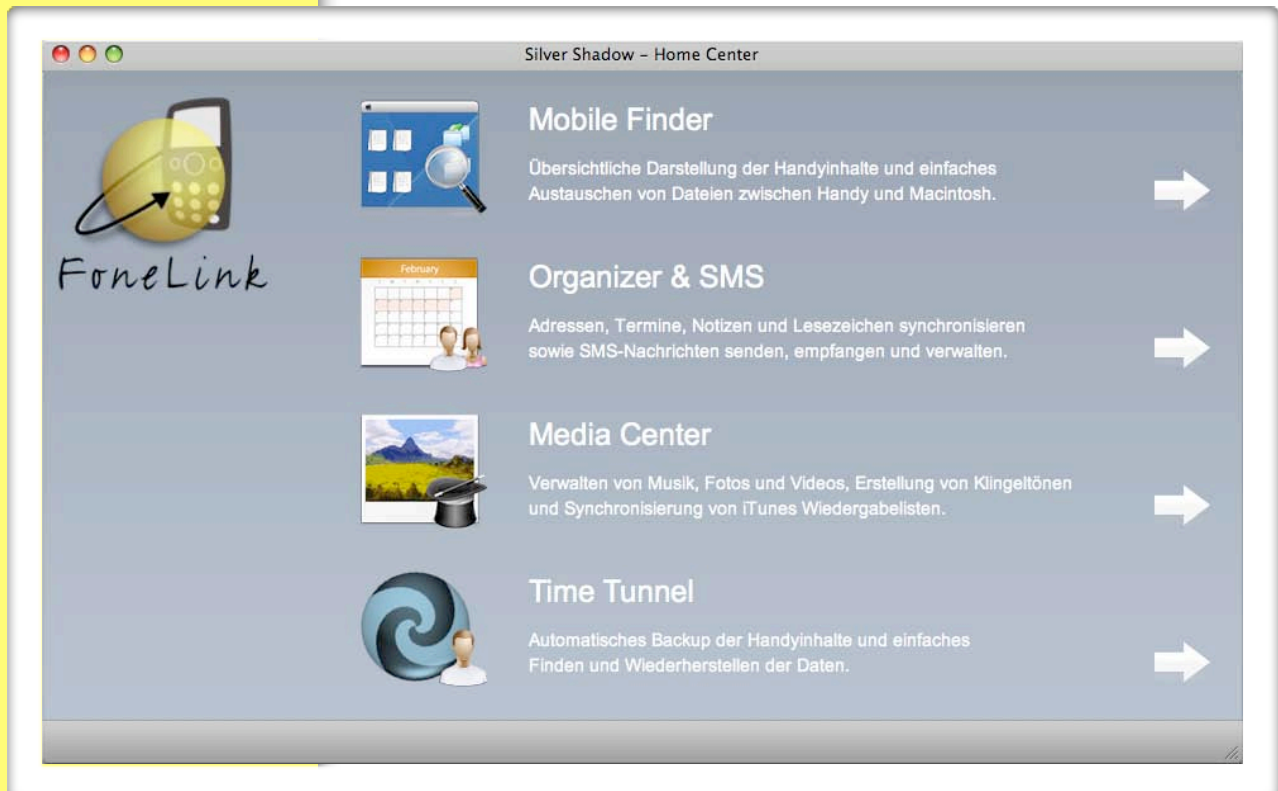 Silver Shadow – Home Center
FoneLink
Mobile Finder
Übersichtliche Darstellung der Handyinhalte und einfaches
Austauschen von Dateien zwischen Handy und Macintosh.
February
Organizer & SMS
Adressen, Termine, Notizen und Lesezeichen synchronisieren
sowie SMS-Nachrichten senden, empfangen und verwalten.
Media Center
Verwalten von Musik, Fotos und Videos, Erstellung von Klingeltönen
und Synchronisierung von iTunes Wiedergabelisten.
Time Tunnel
Automatisches Backup der Handyinhalte und einfaches
Finden und Wiederherstellen der Daten.